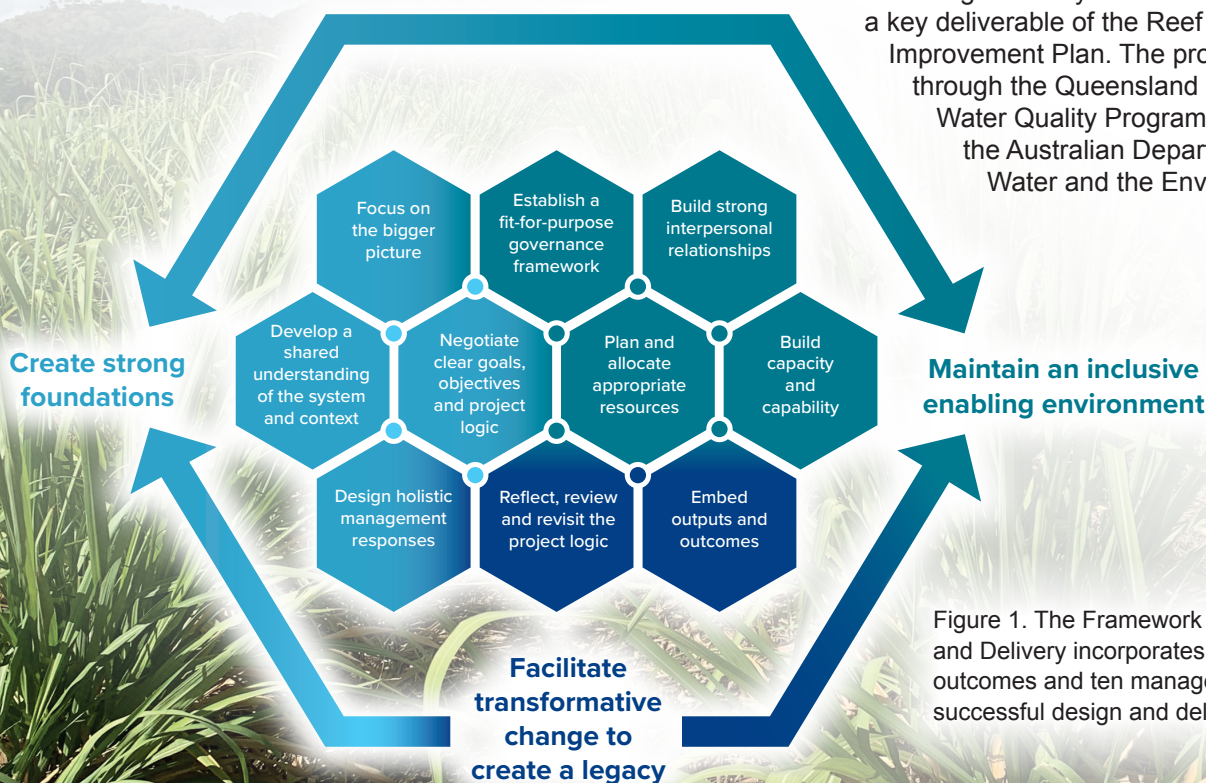 a key deliverable of the Reef
Improvement Plan. The
through the Queensland
Water Quality Program
the Australian
Water and the
Focus on
the bigger
picture
Establish a
fit-for-purpose
governance
framework
Build strong
interpersonal
relationships
Develop a
shared
understanding
of the system
and context
Negotiate
clear goals,
objectives
and project
logic
Plan and
allocate
appropriate
resources
Build
capacity
and
capability
Design holistic
management
responses
Reflect, review
and revisit the
project logic
Embed
outputs and
outcomes
Create strong
foundations
Maintain an inclusive
enabling environment
Facilitate
transformative
change to
create a legacy
Figure 1. The Framework
and Delivery incorporates
outcomes and ten
successful design and